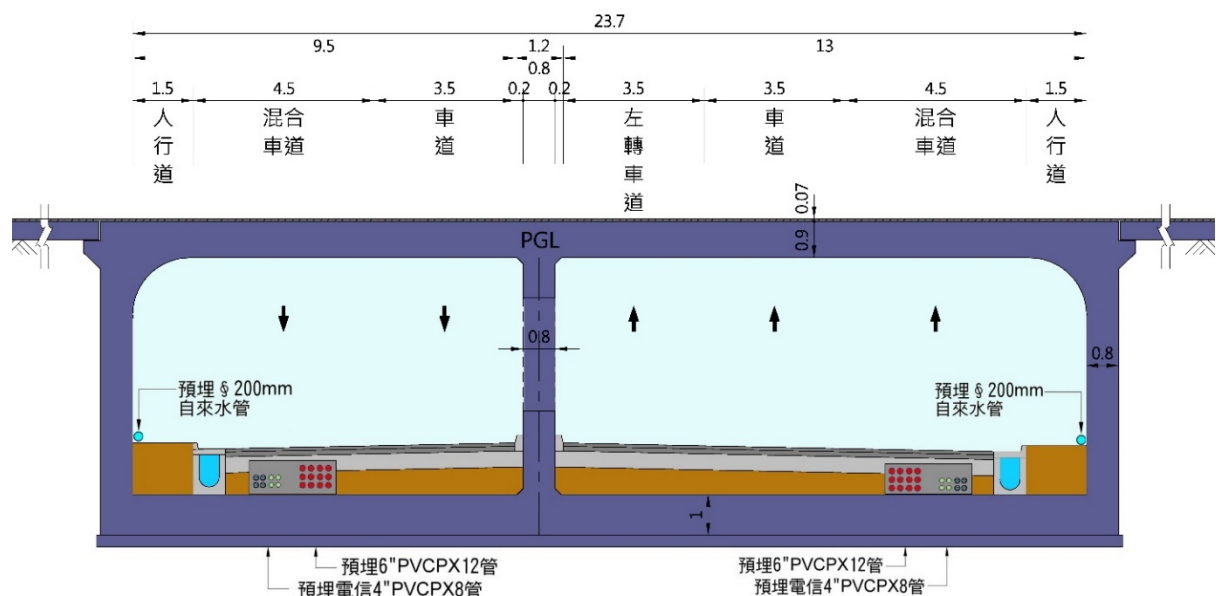 23.7
9.5
1.2
13
0.8
1.5
4.5
3.5
0.2
0.2
3.5
3.5
4.5
1.5
人行道
混合
車道
車道
左轉車道
車道
混合
車道
人行道
0.07
0.9
PGL
0.8
0.8
預埋∮200mm
自來水管
預埋∮200mm
自來水管
1
預埋6"PVCPX12管
預埋電信4"PVCPX8管
預埋6"PVCPX12管
預埋電信4"PVCPX8管